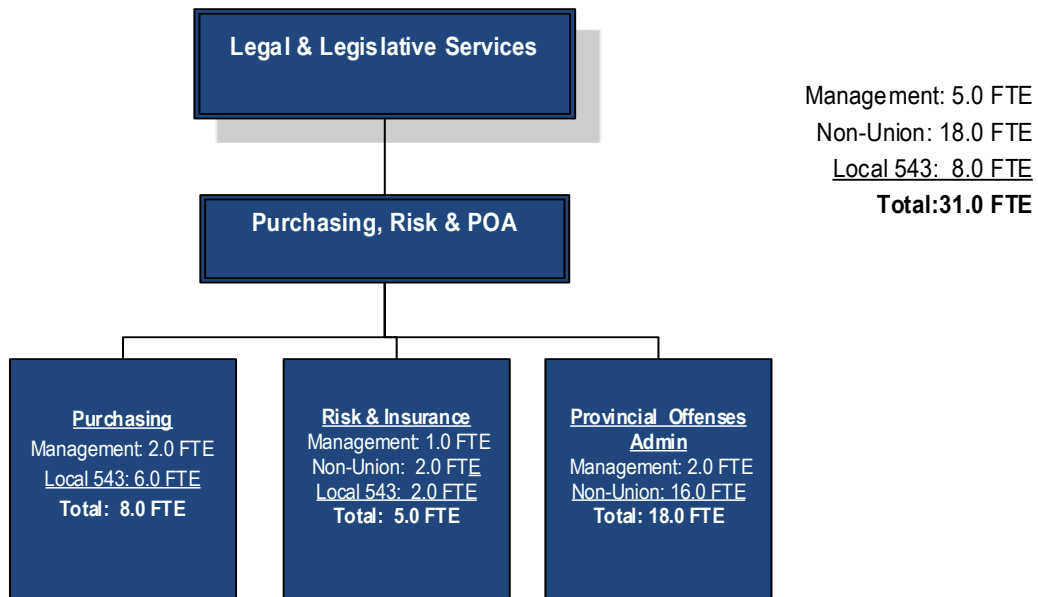 Legal & Legislative Services
Management: 5.0 FTE
Non-Union: 18.0 FTE
Local 543: 8.0 FTE
Total:31.0 FTE
Purchasing, Risk & POA
Purchasing
Management: 2.0 FTE
Local 543: 6.0 FTE
Total: 8.0 FTE
Risk & Insurance
Management: 1.0 FTE
Non-Union: 2.0 FTE
Local 543: 2.0 FTE
Total: 5.0 FTE
Provincial Offenses
Admin
Management: 2.0 FTE
Non-Union: 16.0 FTE
Total: 18.0 FTE